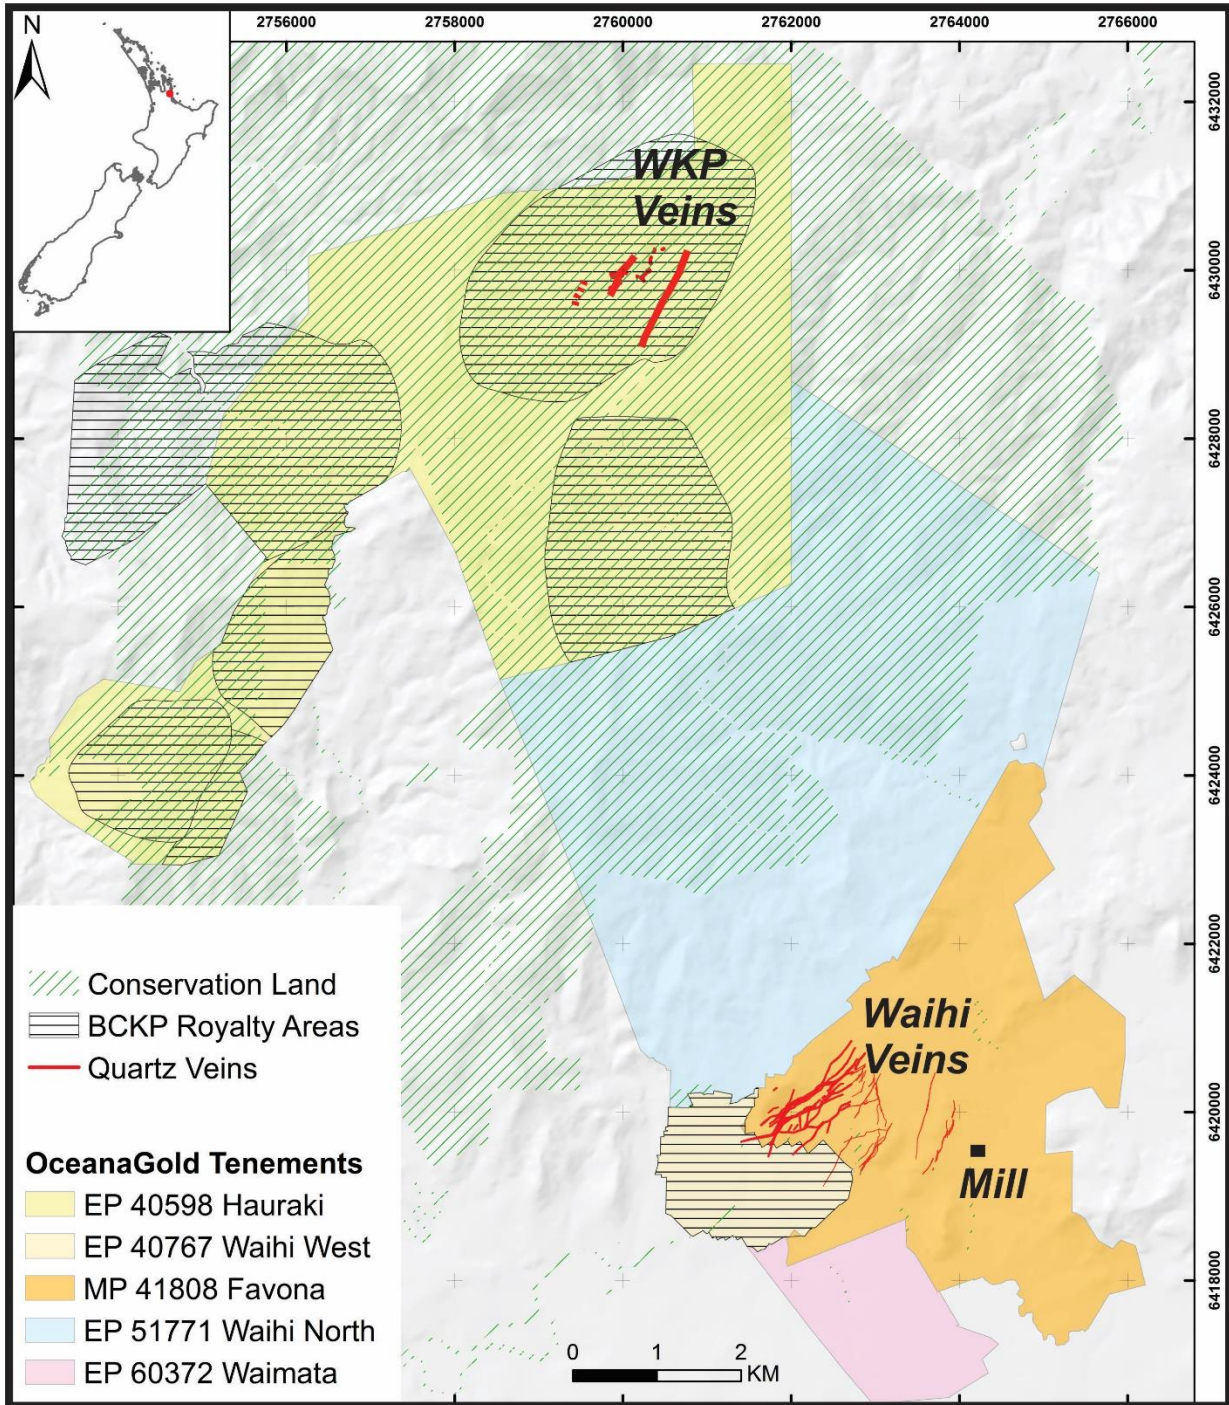 N
2756000
2758000
2760000
2762000
2764000
2766000
6432000
6430000
6428000
6426000
6424000
6422000
6420000
6418000
WKP
Veins
Waihi
Veins
Mill
Conservation Land
BCKP Royalty Areas
Quartz Veins
OceanaGold Tenements
EP 40598 Hauraki
EP 40767 Waihi West
MP 41808 Favona
EP 51771 Waihi North
EP 60372 Waimata
0 1 2
KM